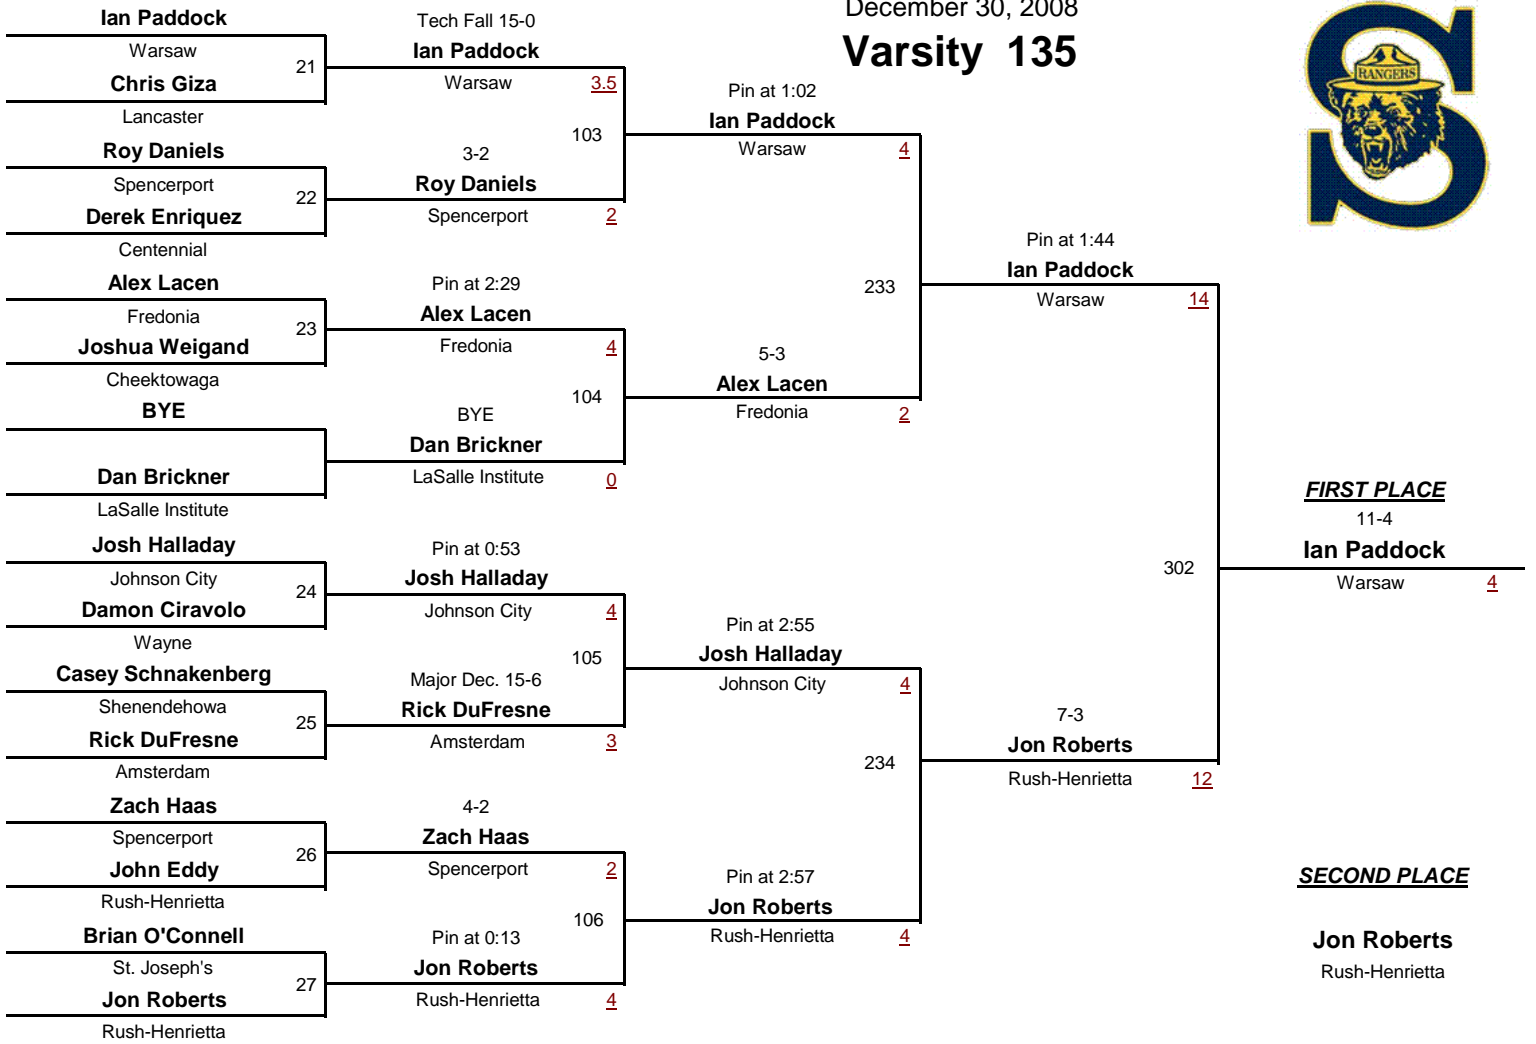 December 30, 2008
Varsity 135
RANGERS
Ian Paddock
Warsaw
21
Chris Giza
Lancaster
Roy Daniels
Spencerport
22
Derek Enriquez
Centennial
Alex Lacen
Fredonia
23
Joshua Weigand
Cheektowaga
BYE
Dan Brickner
LaSalle Institute
Josh Halladay
Johnson City
24
Damon Ciravolo
Wayne
Casey Schnakenberg
Shenendehowa
25
Rick DuFresne
Amsterdam
Zach Haas
Spencerport
26
John Eddy
Rush-Henrietta
Brian O'Connell
St. Joseph's
27
Jon Roberts
Rush-Henrietta
Tech Fall 15-0
Ian Paddock
Warsaw 3.5
103
3-2
Roy Daniels
Spencerport 2
Pin at 2:29
Alex Lacen
Fredonia 4
104
BYE
Dan Brickner
LaSalle Institute 0
Pin at 0:53
Josh Halladay
Johnson City 4
105
Major Dec. 15-6
Rick DuFresne
Amsterdam 3
4-2
Zach Haas
Spencerport 2
106
Pin at 0:13
Jon Roberts
Rush-Henrietta 4
Pin at 1:02
Ian Paddock
Warsaw 4
233
5-3
Alex Lacen
Fredonia 2
Pin at 2:55
Josh Halladay
Johnson City 4
234
Pin at 2:57
Jon Roberts
Rush-Henrietta 4
Pin at 1:44
Ian Paddock
Warsaw 14
302
7-3
Jon Roberts
Rush-Henrietta 12
FIRST PLACE
11-4
Ian Paddock
Warsaw 4
SECOND PLACE
Jon Roberts
Rush-Henrietta